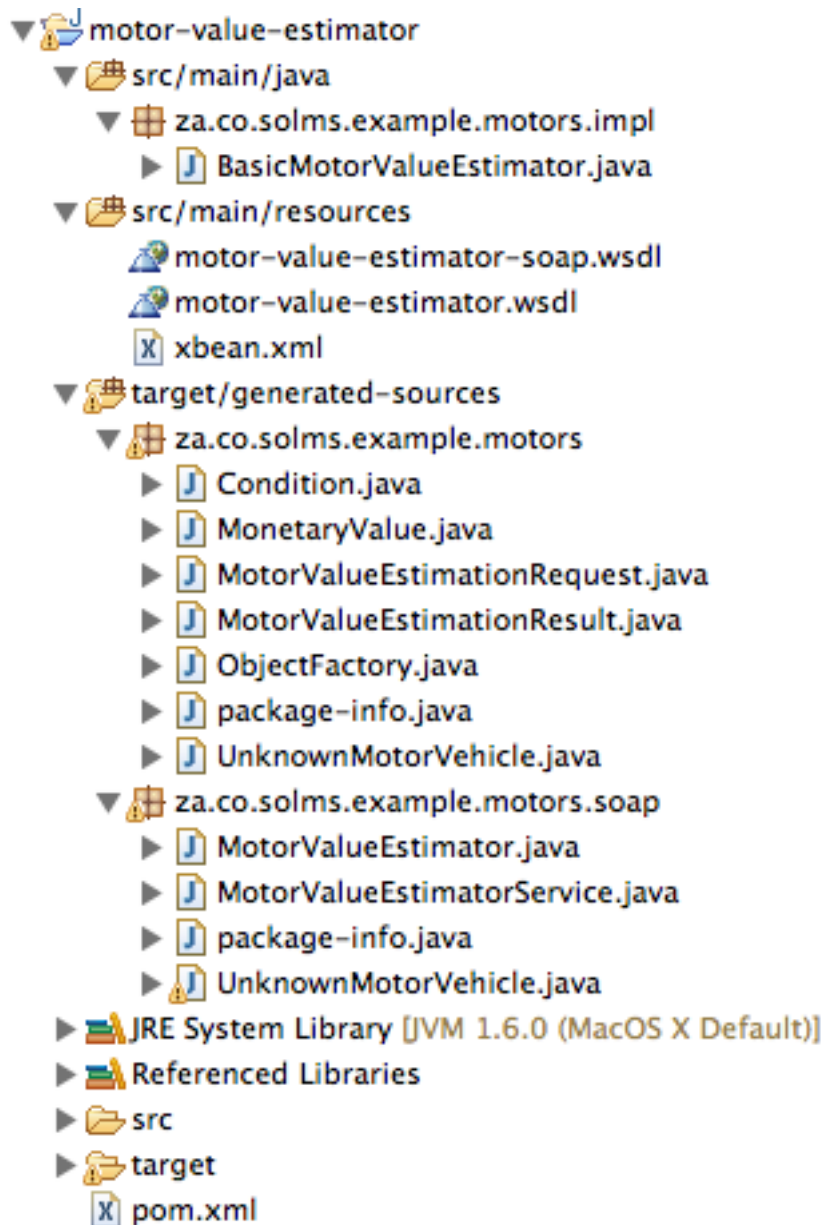 motor-value-estimator
src/main/java
za.co.solms.example.motors.impl
BasicMotorValueEstimator.java
src/main/resources
motor-value-estimator-soap.wsdl
motor-value-estimator.wsdl
xbean.xml
target/generated-sources
za.co.solms.example.motors
Condition.java
MonetaryValue.java
MotorValueEstimationRequest.java
MotorValueEstimationResult.java
ObjectFactory.java
package-info.java
UnknownMotorVehicle.java
za.co.solms.example.motors.soap
MotorValueEstimator.java
MotorValueEstimatorService.java
package-info.java
UnknownMotorVehicle.java
JRE System Library [JVM 1.6.0 (MacOS X Default)]
Referenced Libraries
src
target
pom.xml